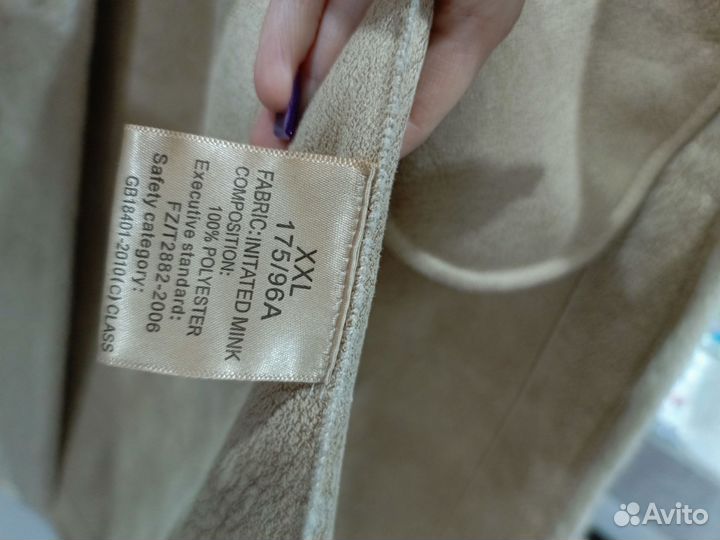 XXL
175/96A
FABRIC:INITATED MINK
COMPOSITION:
100% POLYESTER
Executive standard:
FZ/T2882-2006
Safety category:
GB18401-2010(C) CLASS
Avito